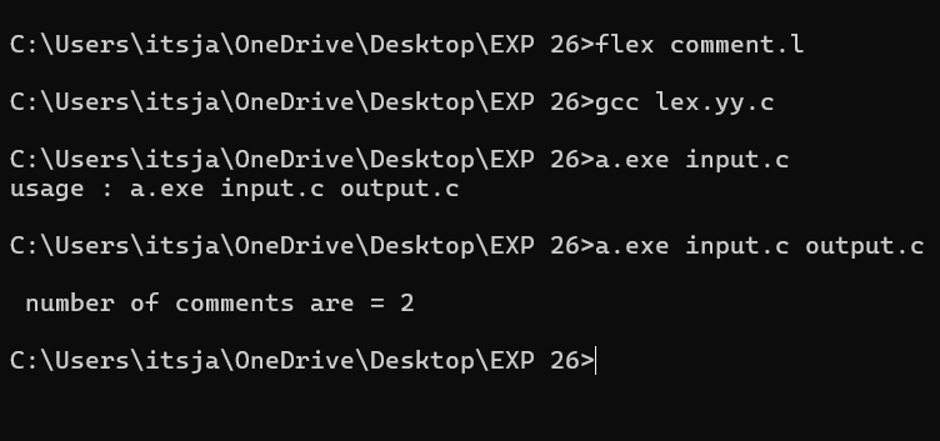 C:\Users\itsja\OneDrive\Desktop\EXP 26>flex comment.l
C:\Users\itsja\OneDrive\Desktop\EXP 26>gcc lex.yy.c
C:\Users\itsja\OneDrive\Desktop\EXP 26>a.exe input.c
usage : a.exe input.c output.c
C:\Users\itsja\OneDrive\Desktop\EXP 26>a.exe input.c output.c
number of comments are = 2
C:\Users\itsja\OneDrive\Desktop\EXP 26>